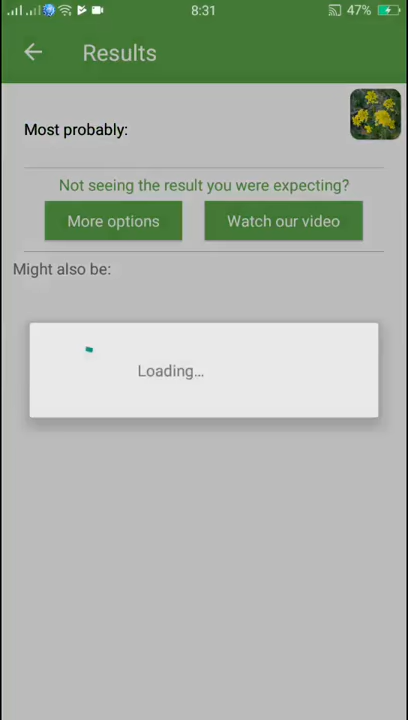 8:31
47%
Results
Most probably:
Not seeing the result you were expecting?
More options
Watch our video
Might also be:
Loading...